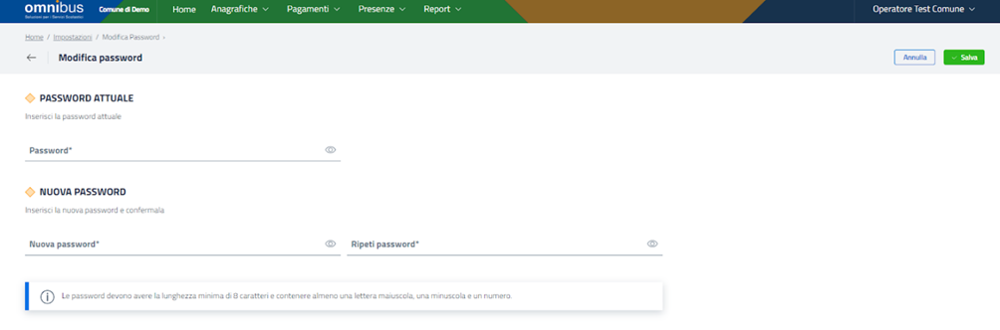 omnibus
Soluzioni per i Servizi Scolastici
Comune di Demo Home Anagrafiche Pagamenti Presenze Report Operatore Test Comune
Home / Impostazioni / Modifica Password ›
← Modifica password Annulla Salva
PASSWORD ATTUALE
Inserisci la password attuale
Password*
NUOVA PASSWORD
Inserisci la nuova password e confermala
Nuova password* Ripeti password*
Le password devono avere la lunghezza minima di 8 caratteri e contenere almeno una lettera maiuscola, una minuscola e un numero.